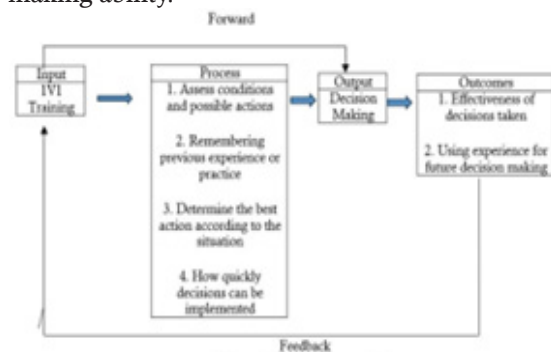 making ability.
Forward
Input
1V1
Training
Process
1. Assess conditions
and possible actions
2. Remembering
previous experience or
practice
3. Determine the best
action according to the
situation
4. How quickly
decisions can be
implemented
Output
Decision
Making
Outcomes
1. Effectiveness of
decisions taken
2. Using experience for
future decision making
Feedback